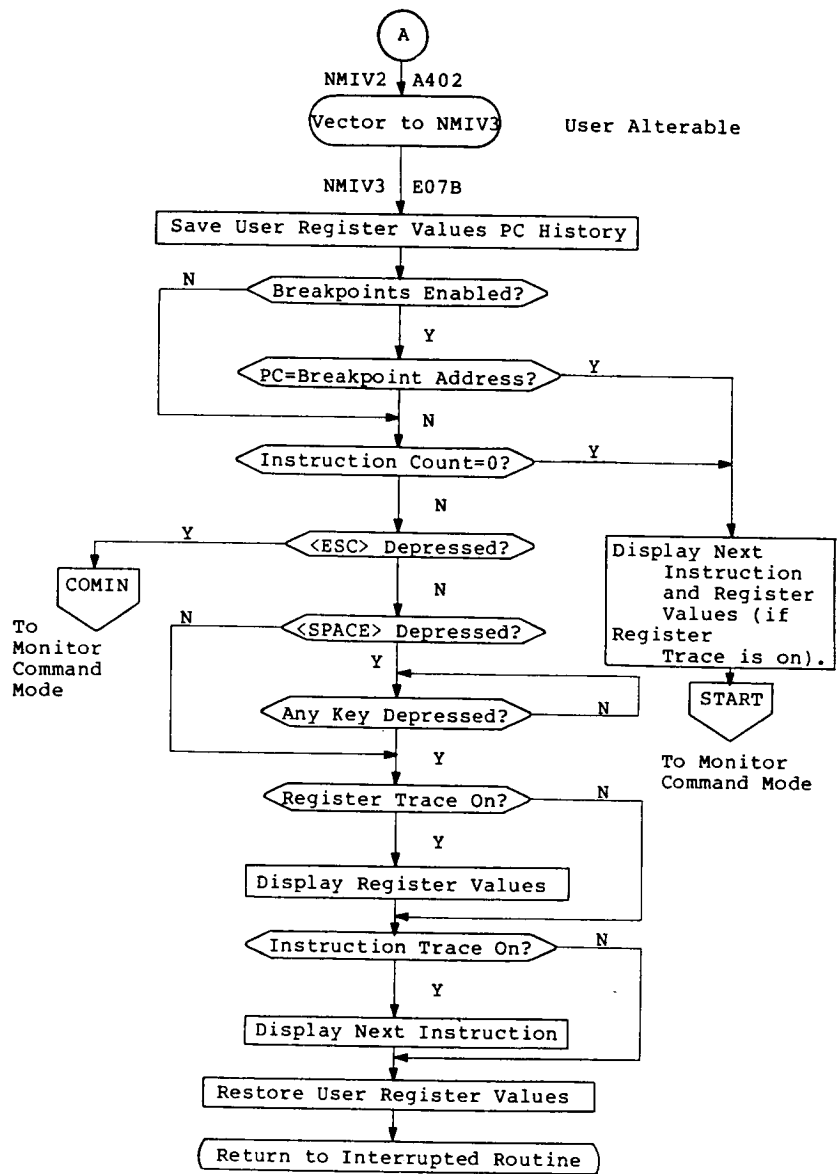 A
NMIV2 A402
Vector to NMIV3
User Alterable
NMIV3 E07B
Save User Register Values PC History
N
Breakpoints Enabled?
Y
PC=Breakpoint Address?
Y
N
Instruction Count=0?
Y
N
Y
<ESC> Depressed?
COMIN
N
To
Monitor
Command
Mode
Display Next
Instruction
and Register
Values (if
Register
Trace is on).
START
To Monitor
Command Mode
N
<SPACE> Depressed?
Y
Any Key Depressed?
N
Y
Register Trace On?
N
Y
Display Register Values
Instruction Trace On?
N
Y
Display Next Instruction
Restore User Register Values
Return to Interrupted Routine